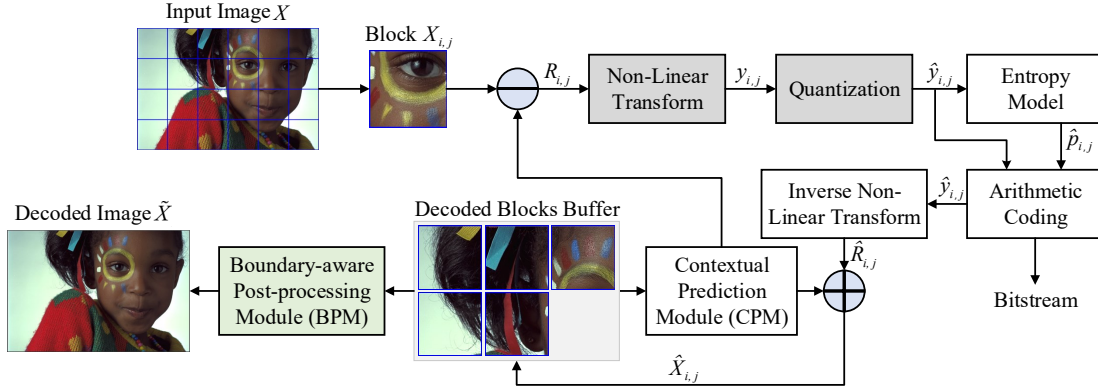 Input Image X
Block X_{i,j}
R_{i,j}
Non-Linear
Transform
y_{i,j}
Quantization
ŷ_{i,j}
Entropy
Model
p̂_{i,j}
Arithmetic
Coding
Bitstream
ŷ_{i,j}
Inverse Non-
Linear Transform
R̂_{i,j}
Decoded Image X̃
Boundary-aware
Post-processing
Module (BPM)
Decoded Blocks Buffer
Contextual
Prediction
Module (CPM)
X̂_{i,j}